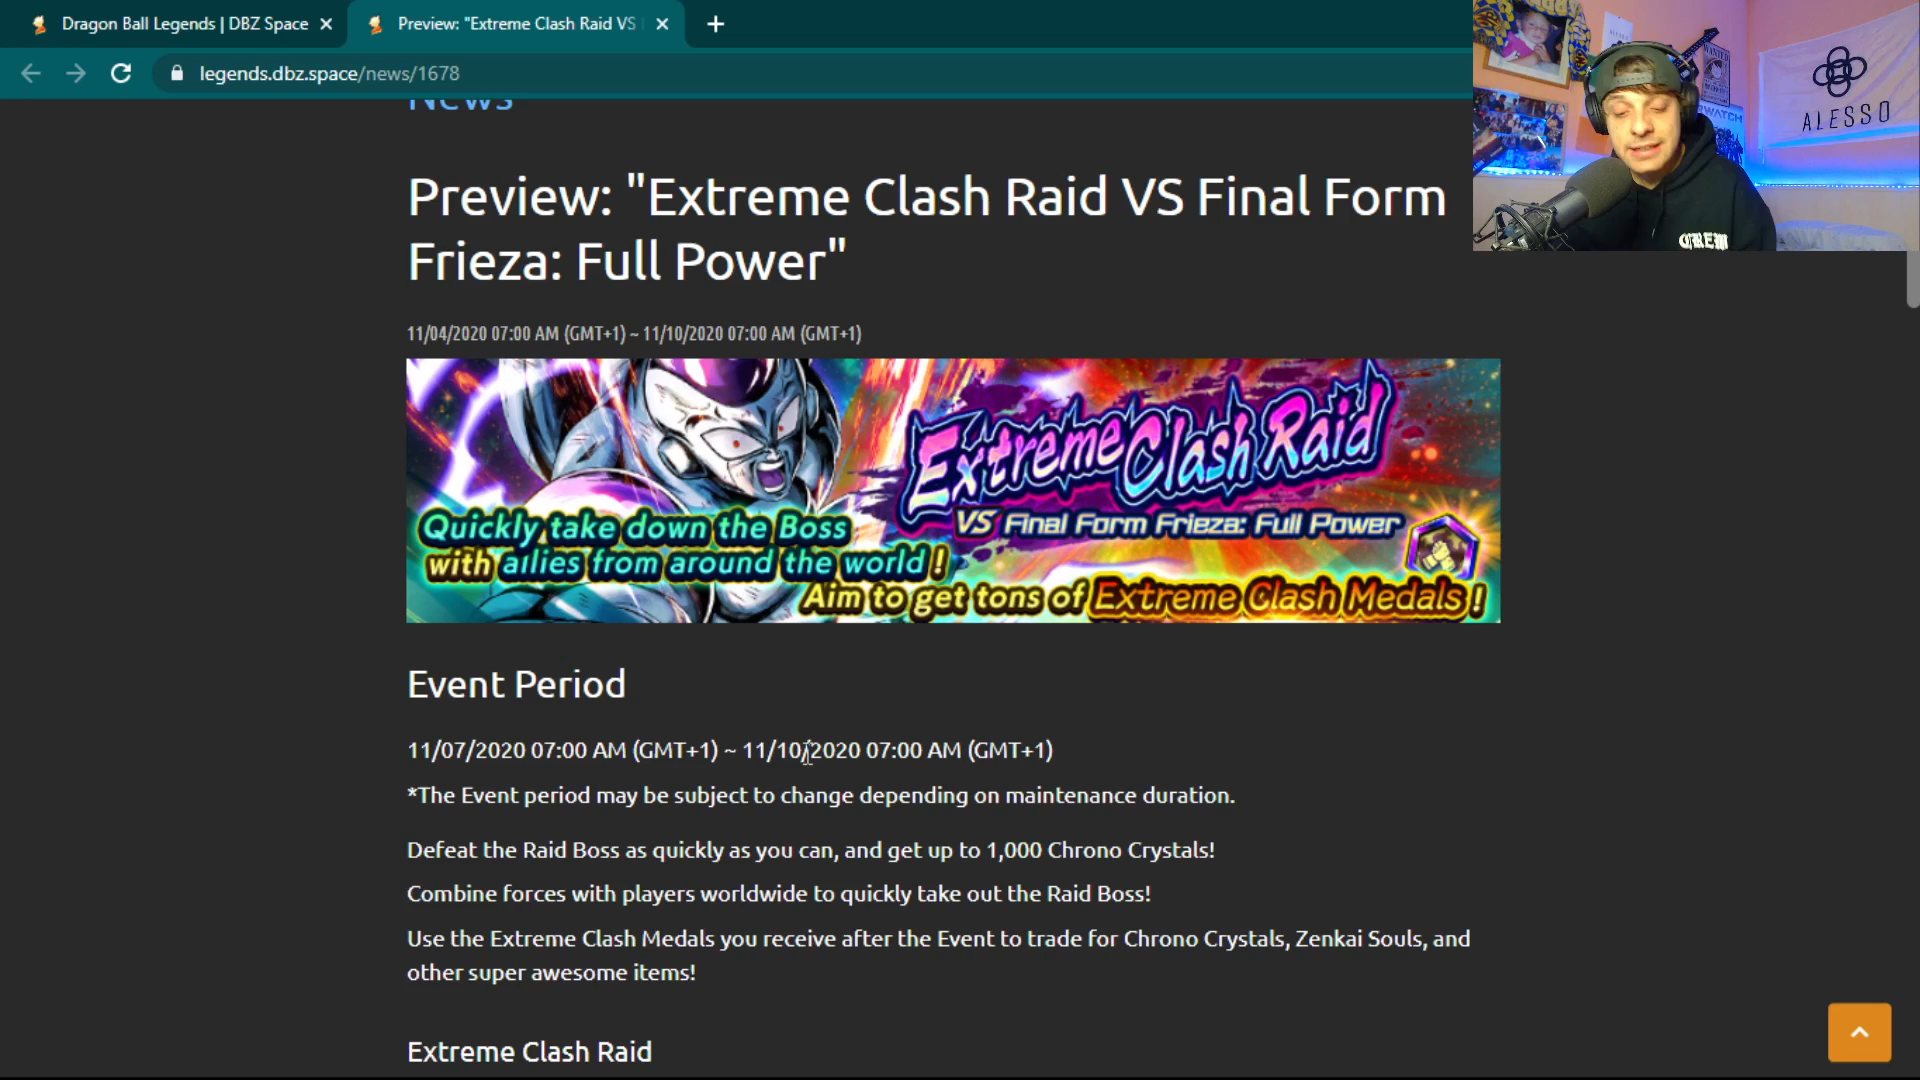 Dragon Ball Legends | DBZ Space
Preview: "Extreme Clash Raid VS
legends.dbz.space/news/1678
News
Preview: "Extreme Clash Raid VS Final Form
Frieza: Full Power"
11/04/2020 07:00 AM (GMT+1) ~ 11/10/2020 07:00 AM (GMT+1)
Extreme Clash Raid
VS Final Form Frieza: Full Power
Quickly take down the Boss
with allies from around the world!
Aim to get tons of Extreme Clash Medals!
Event Period
11/07/2020 07:00 AM (GMT+1) ~ 11/10/2020 07:00 AM (GMT+1)
*The Event period may be subject to change depending on maintenance duration.
Defeat the Raid Boss as quickly as you can, and get up to 1,000 Chrono Crystals!
Combine forces with players worldwide to quickly take out the Raid Boss!
Use the Extreme Clash Medals you receive after the Event to trade for Chrono Crystals, Zenkai Souls, and
other super awesome items!
Extreme Clash Raid
WANTED
ALESSO